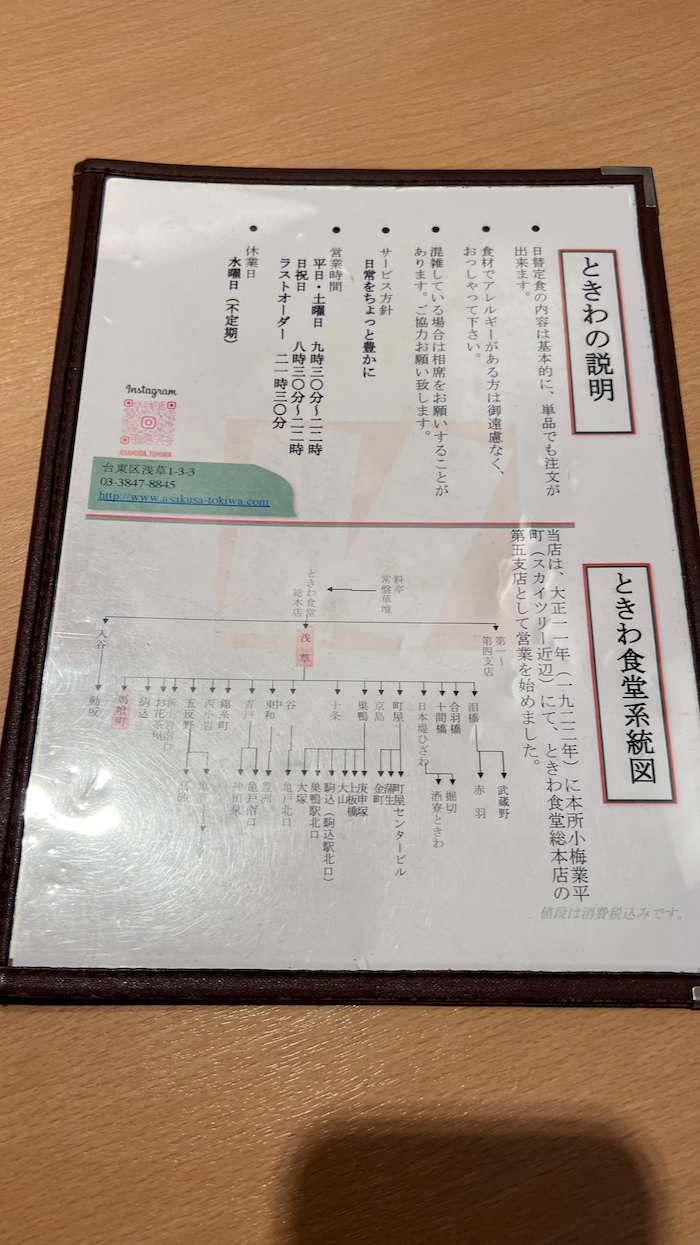 ときわの説明
● 日替定食の内容は基本的に、単品でも注文が
出来ます。
● 食材でアレルギーがある方は御遠慮なく、
おっしゃって下さい。
● 混雑している場合は相席をお願いすることが
あります。ご協力お願い致します。
● サービス方針
日常をちょっと豊かに
● 営業時間
平日・土曜日 九時三〇分～二二時
日祝日 八時三〇分～二二時
ラストオーダー 二一時三〇分
● 休業日
水曜日（不定期）
Instagram
ASAKUSA_TOKIWA
台東区浅草1-3-3
03-3847-8845
http://www.asakusa-tokiwa.com
ときわ食堂系統図
当店は、大正一一年（一九二二年）に本所小梅業平
町（スカイツリー近辺）にて、ときわ食堂総本店の
第五支店として営業を始めました。
料亭
常盤華壇
ときわ食堂
総本店
第一～
第四支店
浅草
入谷
動坂
泪橋
武蔵野
赤羽
合羽橋
十間橋
日本堤ひざわ
掘切
酒寮ときわ
町屋
町屋センタービル
京島
蒲生
金町
巣鴨
庚申塚
上板橋
大山
駒込（駒込駅北口）
巣鴨駅北口
大塚
十条
谷
亀戸北口
東和
豊洲
青戸
亀戸南口
錦糸町
西小岩
五反野
お花茶屋
駒込
馬喰町
値段は消費税込みです。